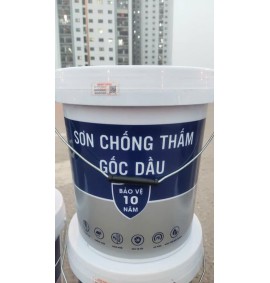 SƠN CHỐNG THẤM
GỐC DẦU
BẢO VỆ
10
NĂM